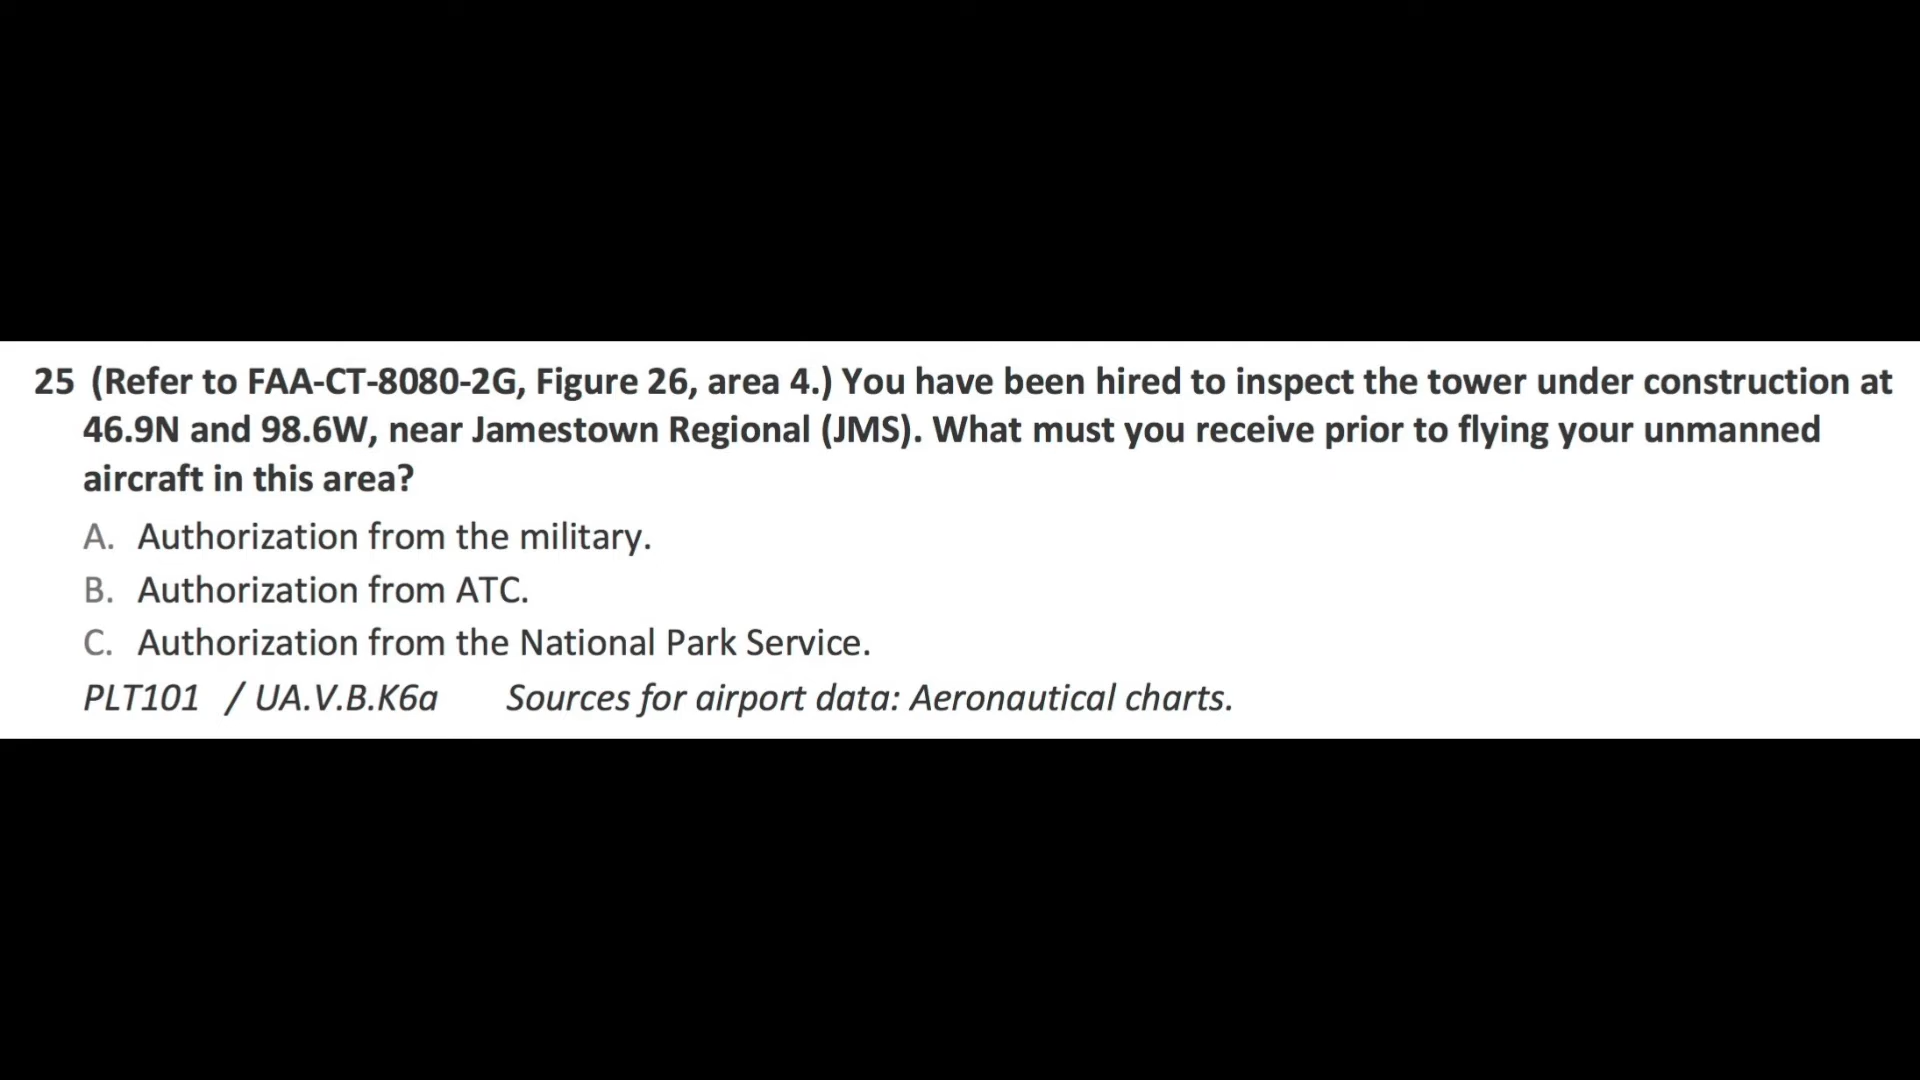 25 (Refer to FAA-CT-8080-2G, Figure 26, area 4.) You have been hired to inspect the tower under construction at
46.9N and 98.6W, near Jamestown Regional (JMS). What must you receive prior to flying your unmanned
aircraft in this area?
A. Authorization from the military.
B. Authorization from ATC.
C. Authorization from the National Park Service.
PLT101 / UA.V.B.K6a Sources for airport data: Aeronautical charts.